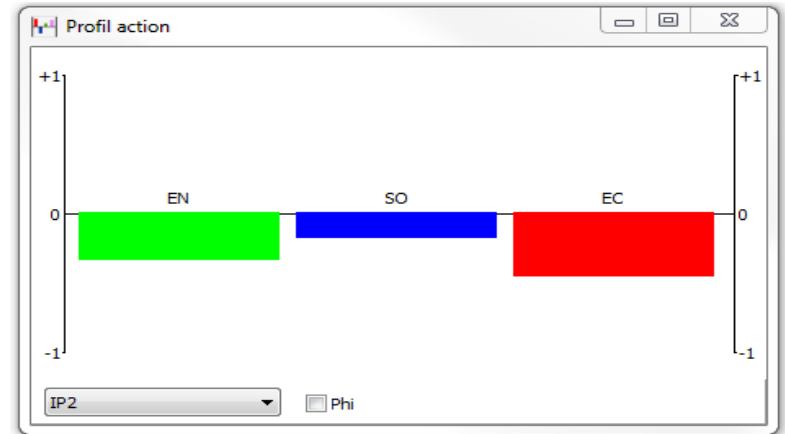 Profil action
+1 +1
EN SO EC
0 0
-1 -1
IP2 Phi